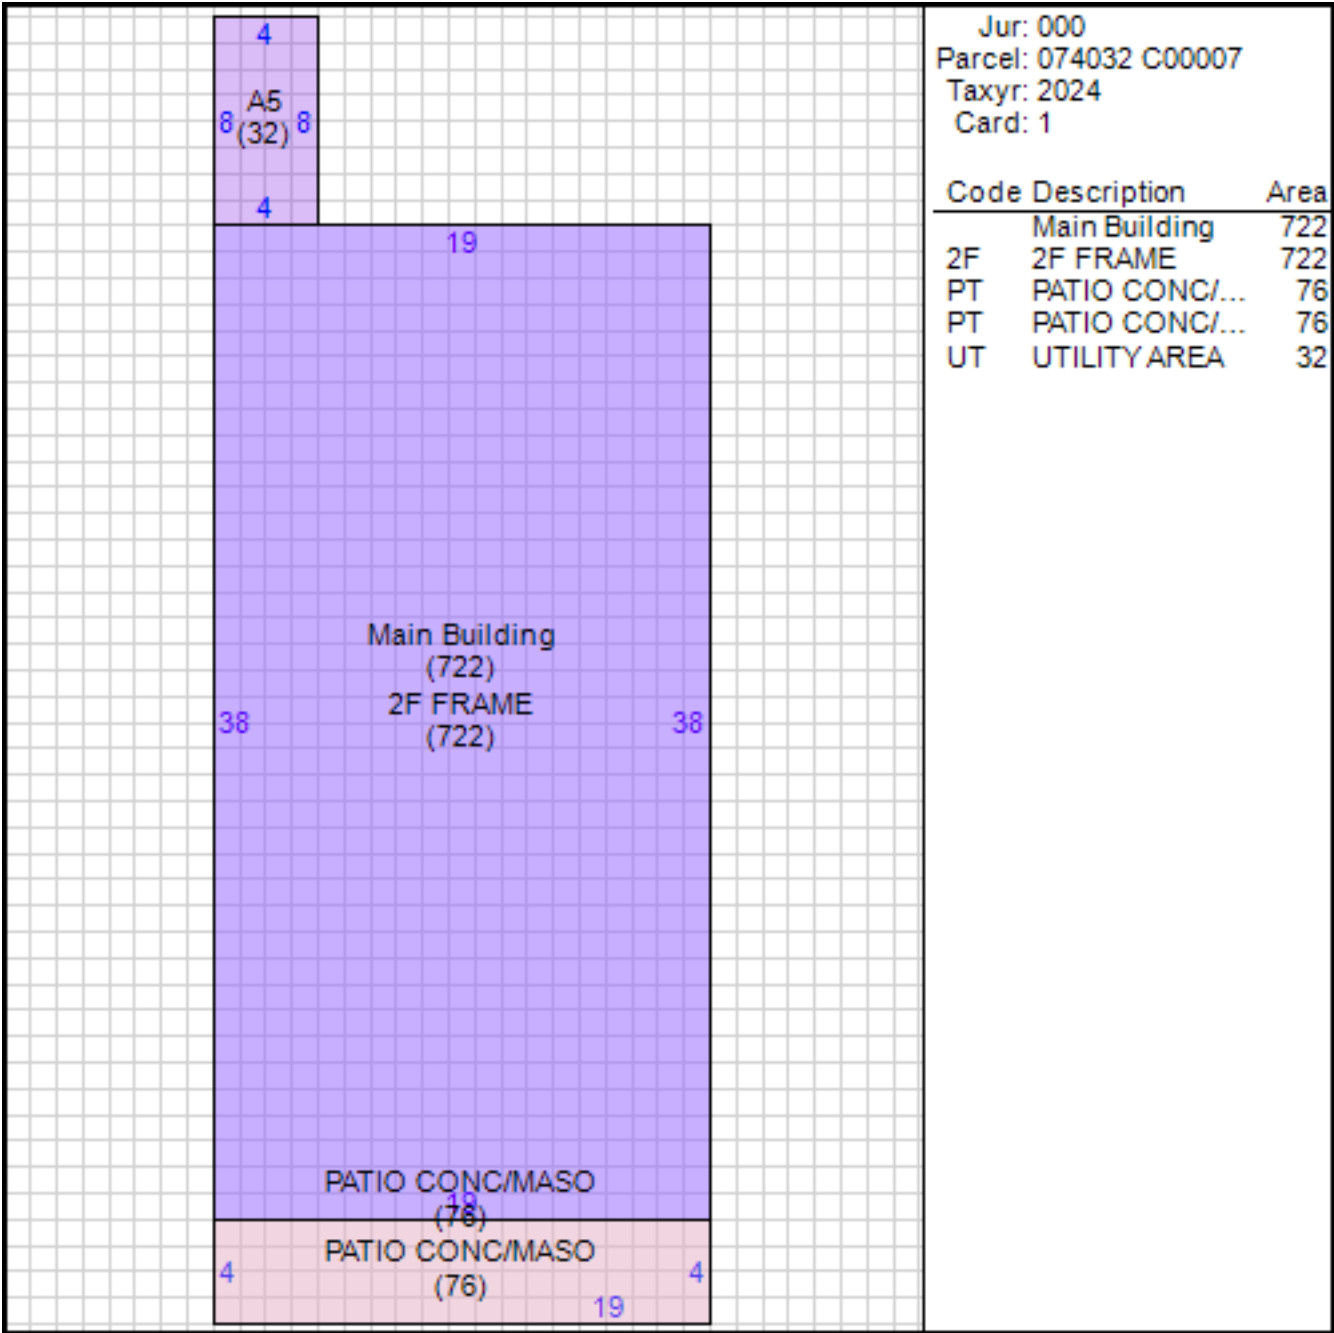 4
A5
8 (32) 8
4
19
Main Building
(722)
2F FRAME
(722)
38 38
PATIO CONC/MASO
19
(76)
PATIO CONC/MASO
(76)
4 4
19
Jur: 000
Parcel: 074032 C00007
Taxyr: 2024
Card: 1
Code Description Area
Main Building 722
2F 2F FRAME 722
PT PATIO CONC/... 76
PT PATIO CONC/... 76
UT UTILITY AREA 32